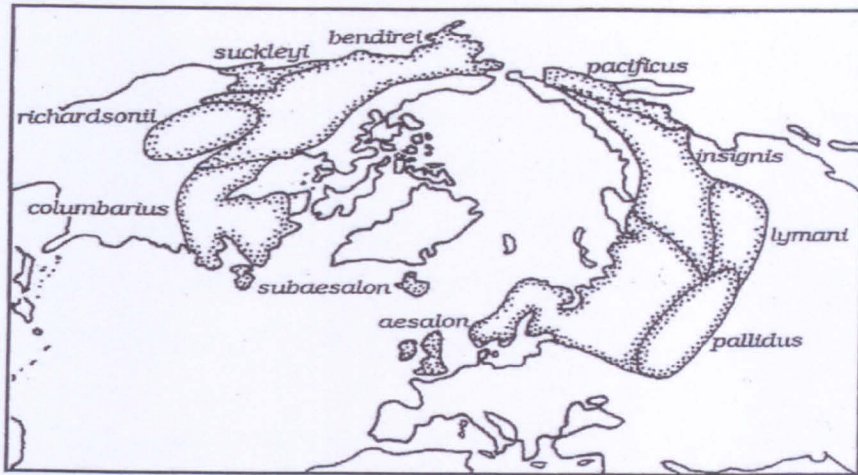 bendirei
suckleyi
pacificus
richardsonii
insignis
columbarius
lymani
subaesalon
aesalon
pallidus